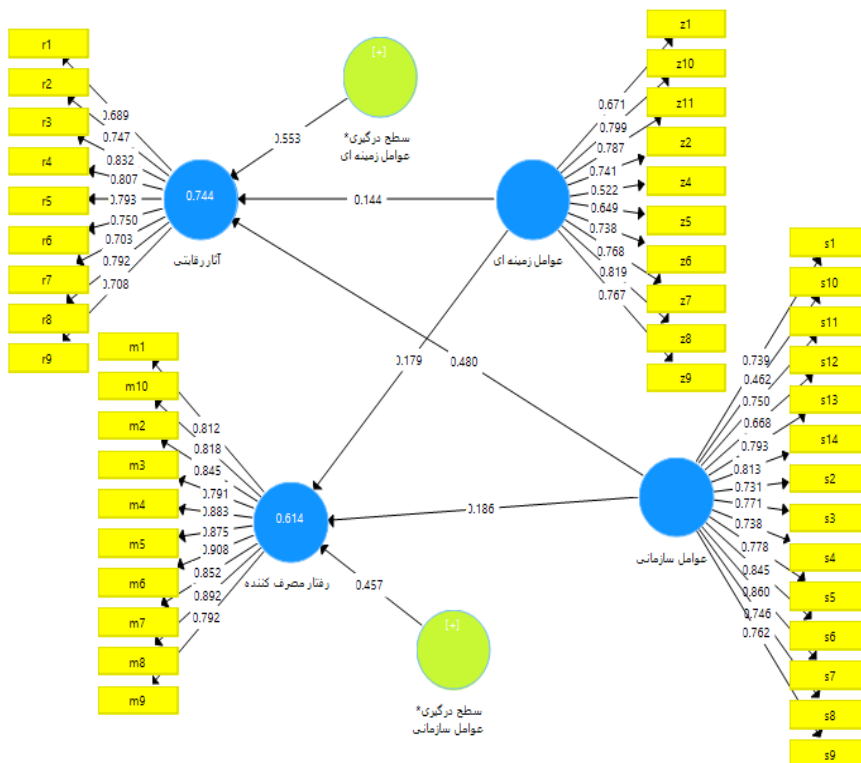 r1
r2
r3
r4
r5
r6
r7
r8
r9
0.689
0.747
0.832
0.807
0.793
0.750
0.703
0.792
0.708
0.744
آثار رقابتی
[+]
سطح درگیری*
عوامل زمینه ای
0.553
0.144
عوامل زمینه ای
0.671
0.799
0.787
0.741
0.522
0.649
0.738
0.768
0.819
0.767
z1
z10
z11
z2
z4
z5
z6
z7
z8
z9
0.179
0.480
m1
m10
m2
m3
m4
m5
m6
m7
m8
m9
0.812
0.818
0.845
0.791
0.883
0.875
0.908
0.852
0.892
0.792
0.614
رفتار مصرف کننده
0.186
0.457
[+]
سطح درگیری*
عوامل سازمانی
عوامل سازمانی
0.739
0.462
0.750
0.668
0.793
0.813
0.731
0.771
0.738
0.778
0.845
0.860
0.746
0.762
s1
s10
s11
s12
s13
s14
s2
s3
s4
s5
s6
s7
s8
s9